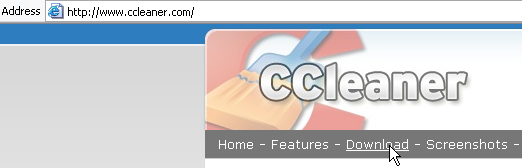 Address http://www.ccleaner.com/
CCleaner
Home - Features - Download - Screenshots -